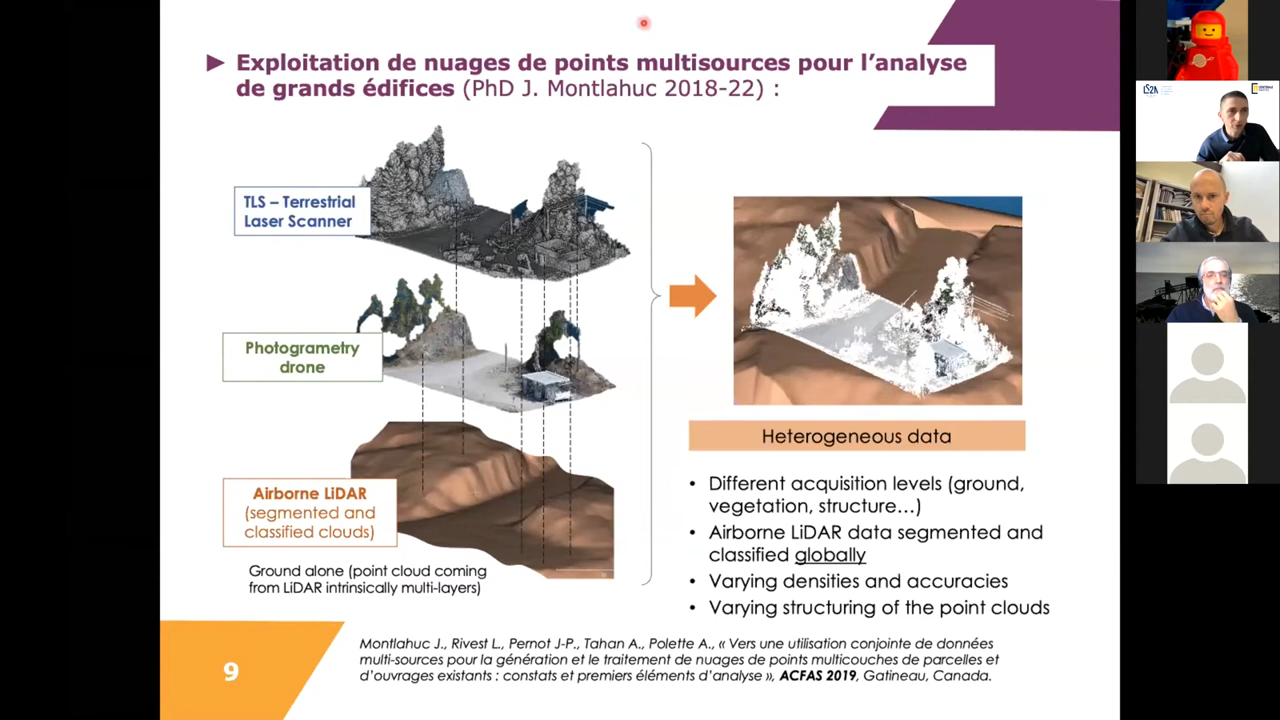 Exploitation de nuages de points multisources pour l’analyse
de grands édifices (PhD J. Montlahuc 2018-22) :
TLS – Terrestrial
Laser Scanner
Photogrametry
drone
Airborne LiDAR
(segmented and
classified clouds)
Ground alone (point cloud coming
from LiDAR intrinsically multi-layers)
Heterogeneous data
• Different acquisition levels (ground,
vegetation, structure…)
• Airborne LiDAR data segmented and
classified globally
• Varying densities and accuracies
• Varying structuring of the point clouds
Montlahuc J., Rivest L., Pernot J-P., Tahan A., Polette A., « Vers une utilisation conjointe de données
multi-sources pour la génération et le traitement de nuages de points multicouches de parcelles et
d’ouvrages existants : constats et premiers éléments d’analyse », ACFAS 2019, Gatineau, Canada.
9
LS2N